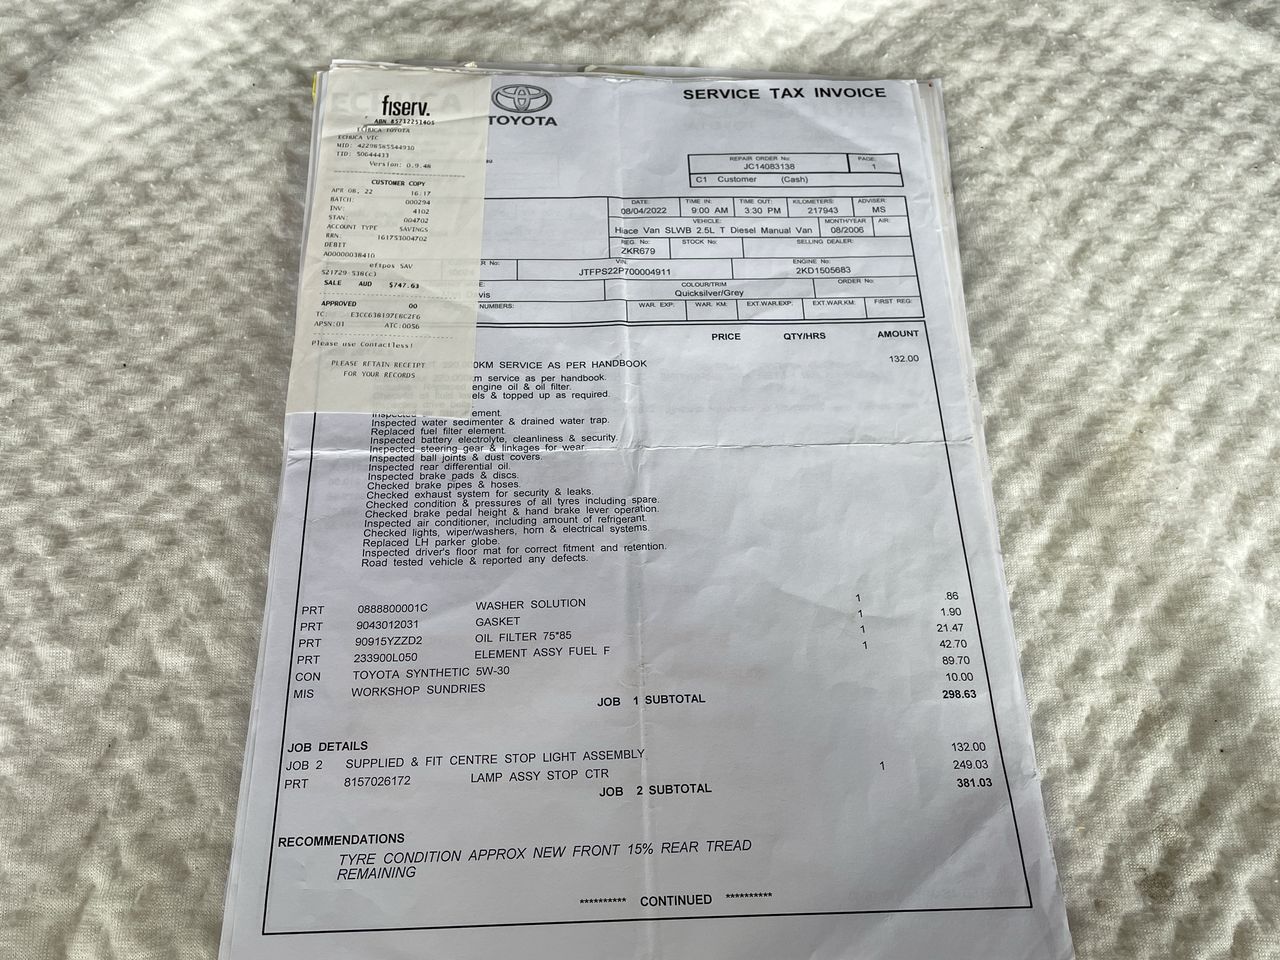 fiserv.
ABN 85712251405
ECHUCA TOYOTA
ECHUCA VIC
MID: 42298585544930
TID: 50644433
Version: 0.9.48
CUSTOMER COPY
APR 08, 22 16:17
BATCH: 000294
INV: 4102
STAN: 004702
ACCOUNT TYPE SAVINGS
RRN: 161753004702
DEBIT
A00000038410
eftpos SAV
521729-538(c)
SALE AUD $747.63
APPROVED 00
TC: E3CC63B197E8C2F6
APSN:01 ATC:0056
Please use Contactless!
PLEASE RETAIN RECEIPT
FOR YOUR RECORDS
TOYOTA
SERVICE TAX INVOICE
REPAIR ORDER No: PAGE:
JC14083138 1
C1 Customer (Cash)
DATE: TIME IN: TIME OUT: KILOMETERS: ADVISER:
08/04/2022 9:00 AM 3:30 PM 217943 MS
VEHICLE: MONTH/YEAR AIR:
Hiace Van SLWB 2.5L T Diesel Manual Van 08/2006
REG. No: STOCK No: SELLING DEALER:
ZKR679
R No: VIN: ENGINE No:
JTFPS22P700004911 2KD1505683
E: COLOUR/TRIM ORDER No:
vis Quicksilver/Grey
NUMBERS: WAR. EXP: WAR. KM: EXT.WAR.EXP: EXT.WAR.KM: FIRST REG:
PRICE QTY/HRS AMOUNT
0KM SERVICE AS PER HANDBOOK 132.00
m service as per handbook.
engine oil & oil filter.
els & topped up as required.
Inspected ement.
Inspected water sedimenter & drained water trap.
Replaced fuel filter element.
Inspected battery electrolyte, cleanliness & security.
Inspected steering gear & linkages for wear.
Inspected ball joints & dust covers.
Inspected rear differential oil.
Inspected brake pads & discs.
Checked brake pipes & hoses.
Checked exhaust system for security & leaks.
Checked condition & pressures of all tyres including spare.
Checked brake pedal height & hand brake lever operation.
Inspected air conditioner, including amount of refrigerant.
Checked lights, wiper/washers, horn & electrical systems.
Replaced LH parker globe.
Inspected driver's floor mat for correct fitment and retention.
Road tested vehicle & reported any defects.
PRT 0888800001C WASHER SOLUTION 1 .86
PRT 9043012031 GASKET 1 1.90
PRT 90915YZZD2 OIL FILTER 75*85 1 21.47
PRT 233900L050 ELEMENT ASSY FUEL F 1 42.70
CON TOYOTA SYNTHETIC 5W-30 89.70
MIS WORKSHOP SUNDRIES 10.00
JOB 1 SUBTOTAL 298.63
JOB DETAILS
JOB 2 SUPPLIED & FIT CENTRE STOP LIGHT ASSEMBLY 132.00
PRT 8157026172 LAMP ASSY STOP CTR 1 249.03
JOB 2 SUBTOTAL 381.03
RECOMMENDATIONS
TYRE CONDITION APPROX NEW FRONT 15% REAR TREAD
REMAINING
********** CONTINUED **********